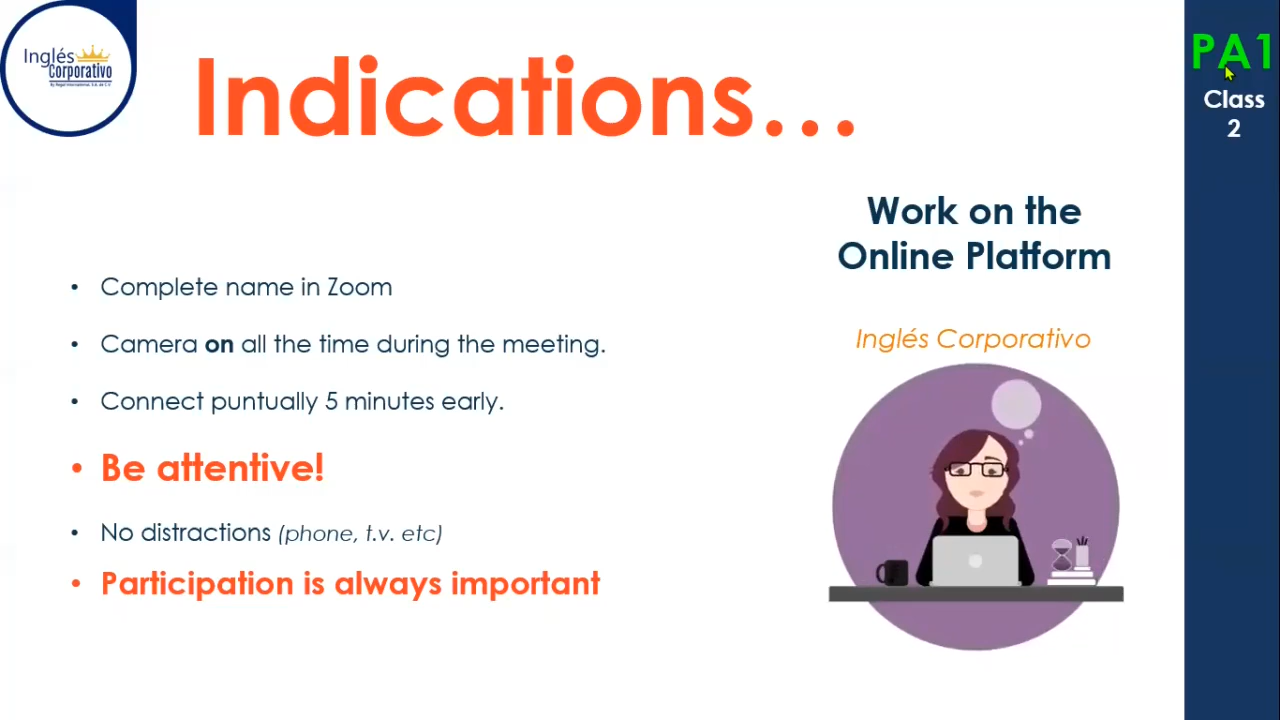 Inglés
Corporativo
Indications...
PA1
Class
2
Work on the
Online Platform
Inglés Corporativo
• Complete name in Zoom
• Camera on all the time during the meeting.
• Connect puntually 5 minutes early.
• Be attentive!
• No distractions (phone, t.v. etc)
• Participation is always important